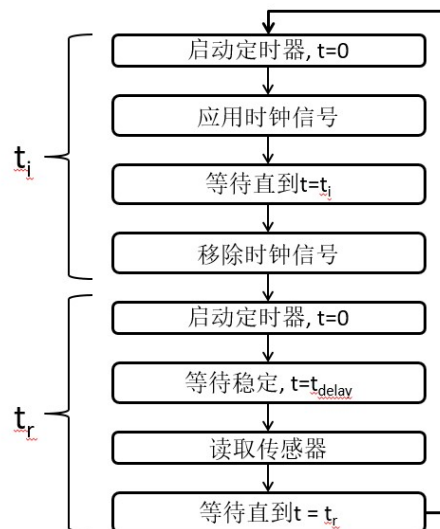 启动定时器, t=0
应用时钟信号
tᵢ
等待直到t=tᵢ
移除时钟信号
启动定时器, t=0
等待稳定, t=t_delay
tᵣ
读取传感器
等待直到t = tᵣ